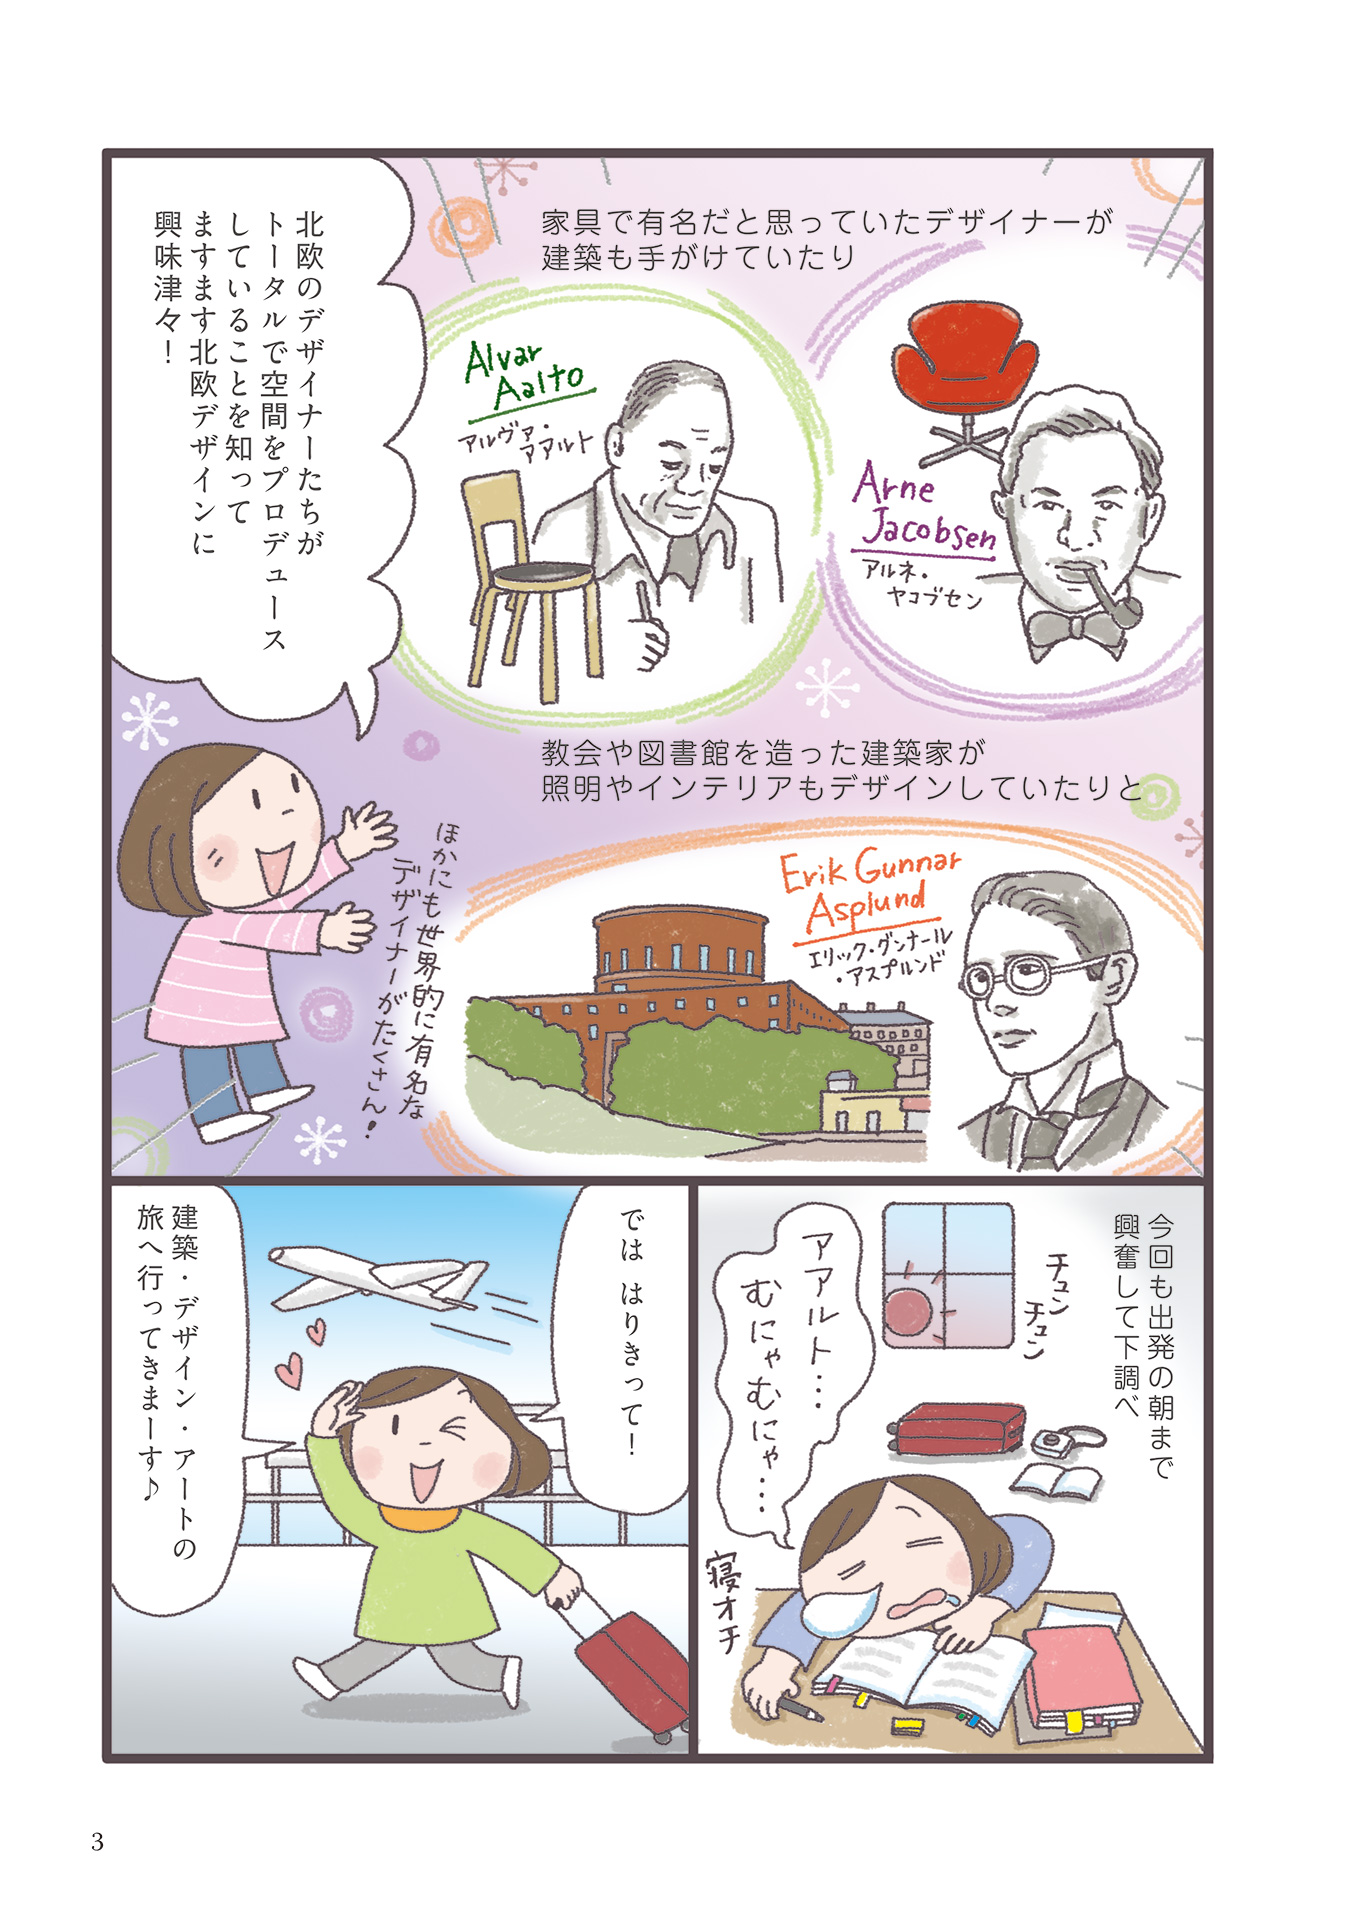 家具で有名だと思っていたデザイナーが
建築も手がけていたり
Arne
Jacobsen
アルネ・
ヤコブセン
Alvar
Aalto
アルヴァ・
アアルト
教会や図書館を造った建築家が
照明やインテリアもデザインしていたりと
Erik Gunnar
Asplund
エリック・グンナール
・アスプルンド
北欧のデザイナーたちが
トータルで空間をプロデュース
していることを知って
ますます北欧デザインに
興味津々！
ほかにも世界的に有名な
デザイナーがたくさん！
今回も出発の朝まで
興奮して下調べ
チュン
チュン
アアルト…
むにゃむにゃ…
寝オチ
では はりきって！
建築・デザイン・アートの
旅へ行ってきまーす♪
3